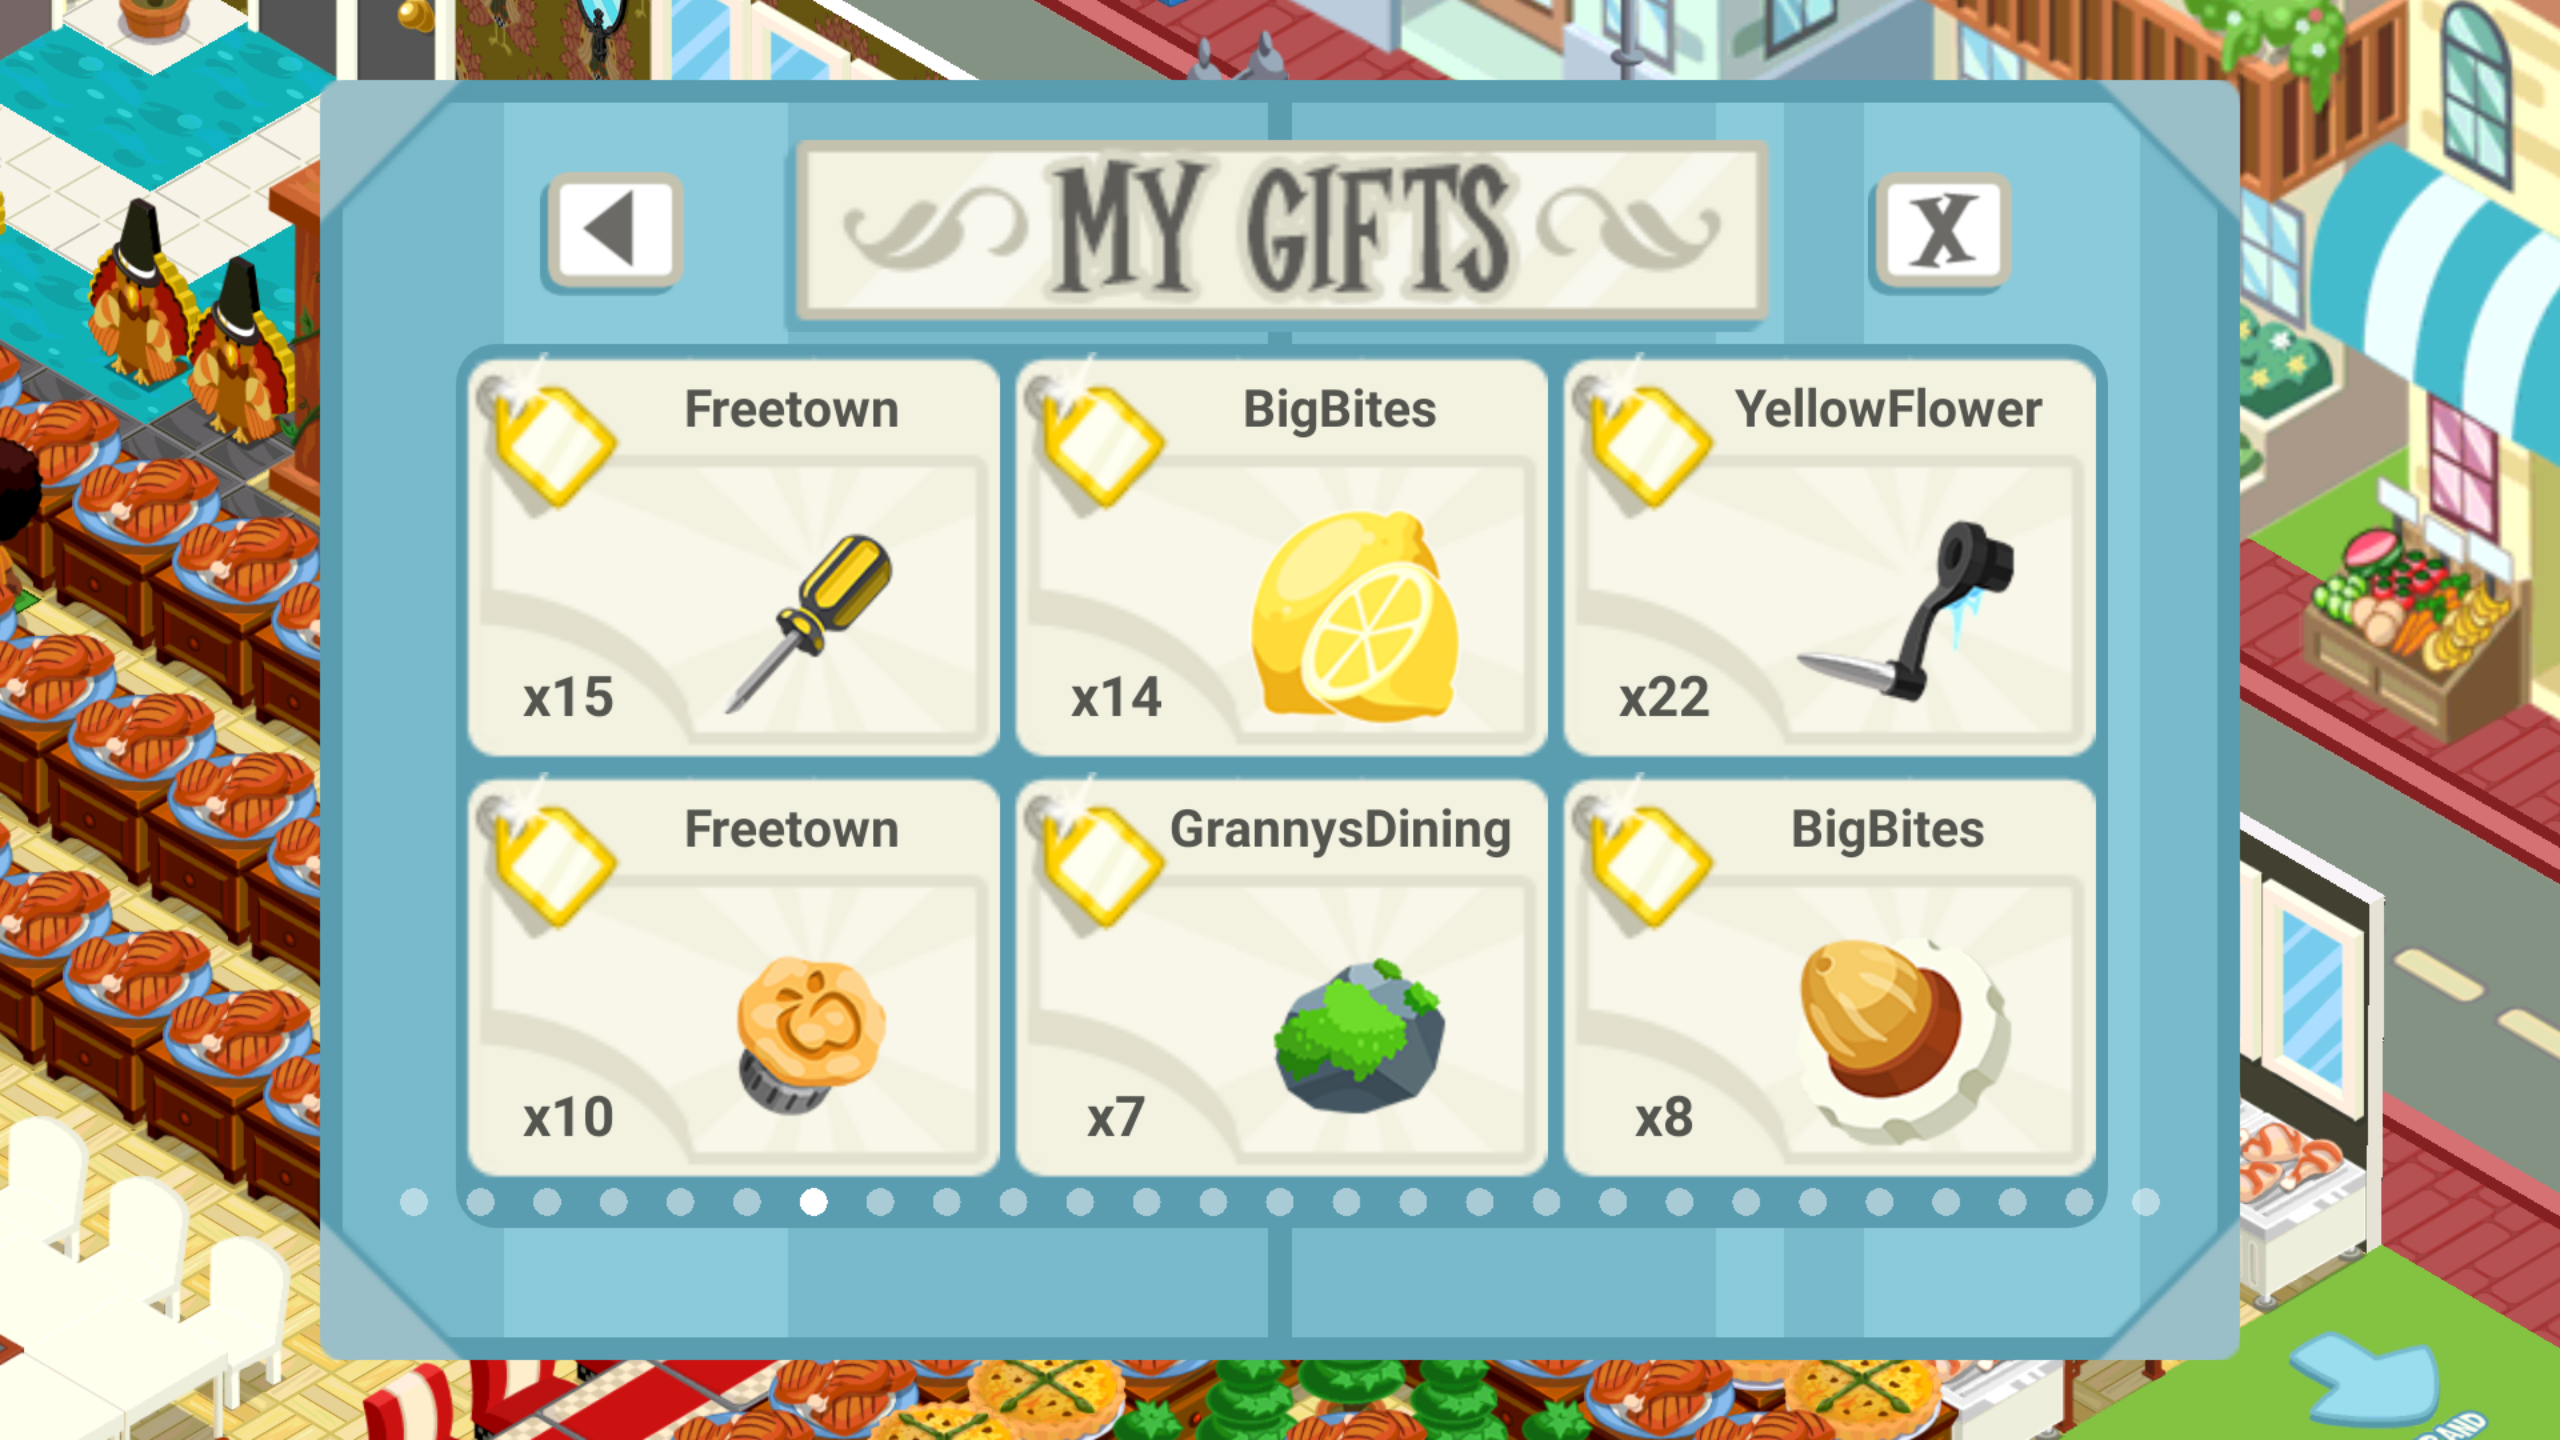 MY GIFTS
X
Freetown
BigBites
YellowFlower
x15
x14
x22
Freetown
GrannysDining
BigBites
x10
x7
x8